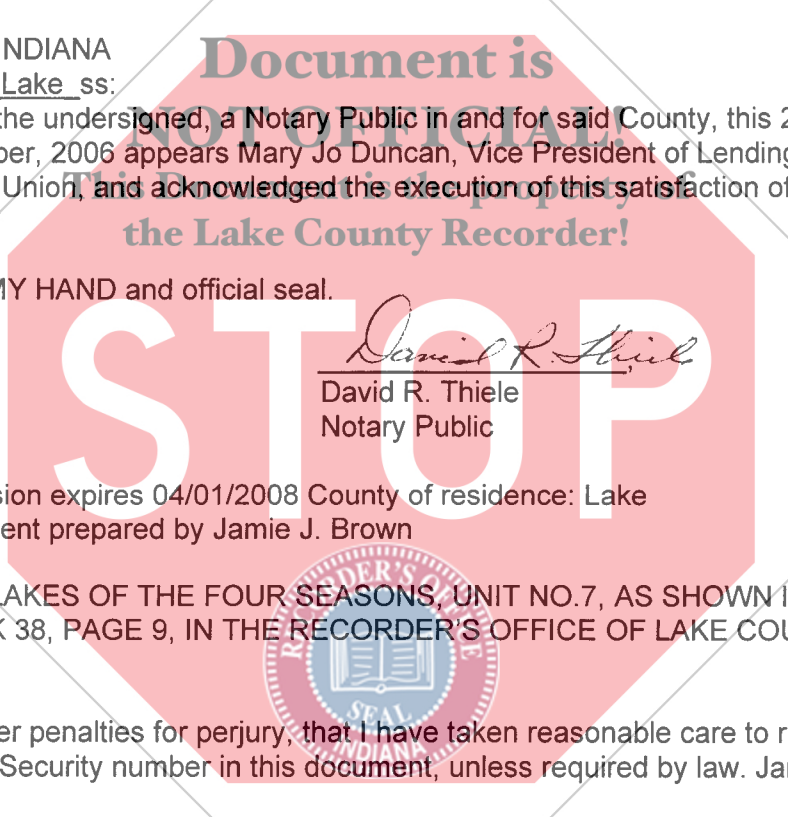 NDIANA
Lake ss:
the undersigned, a Notary Public in and for said County, this 2
ber, 2006 appears Mary Jo Duncan, Vice President of Lending
Union, and acknowledged the execution of this satisfaction of
Document is
NOT OFFICIAL!
This Document is the property of
the Lake County Recorder!
MY HAND and official seal.
David R. Thiele
David R. Thiele
Notary Public
STOP
sion expires 04/01/2008 County of residence: Lake
ent prepared by Jamie J. Brown
LAKES OF THE FOUR SEASONS, UNIT NO.7, AS SHOWN I
K 38, PAGE 9, IN THE RECORDER'S OFFICE OF LAKE COU
RECORDER'S OFFICE
SEAL
INDIANA
er penalties for perjury, that I have taken reasonable care to r
Security number in this document, unless required by law. Ja